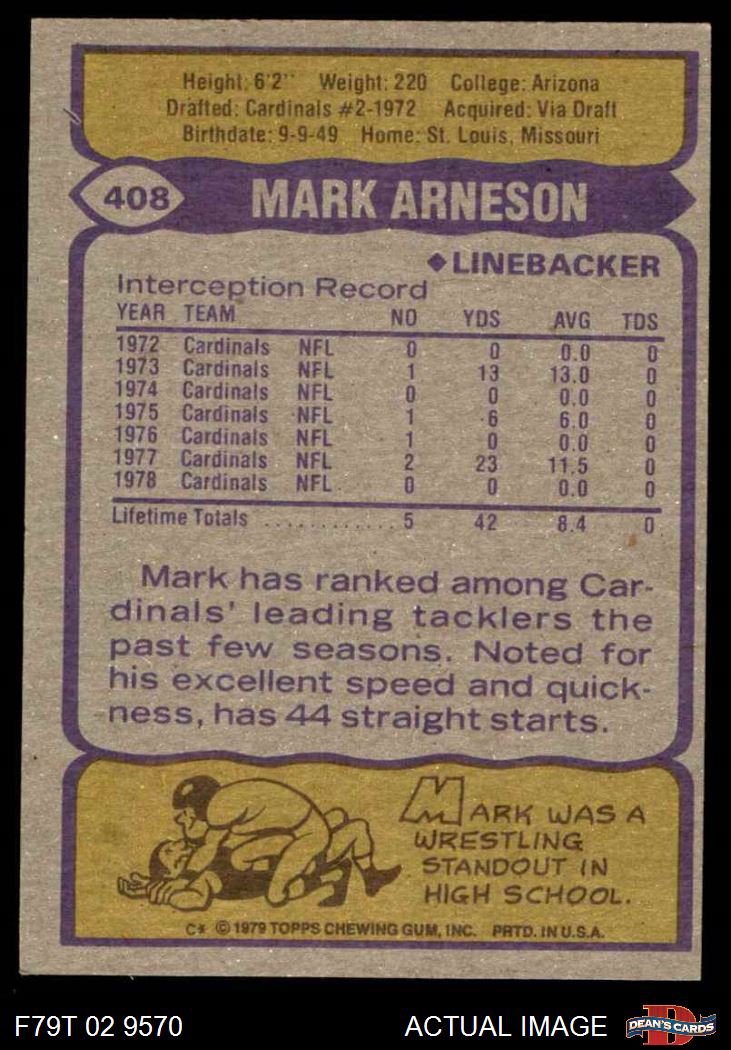 Height: 6'2" Weight: 220 College: Arizona
Drafted: Cardinals #2-1972 Acquired: Via Draft
Birthdate: 9-9-49 Home: St. Louis, Missouri
408 MARK ARNESON
◆LINEBACKER
Interception Record
YEAR TEAM NO YDS AVG TDS
1972 Cardinals NFL 0 0 0.0 0
1973 Cardinals NFL 1 13 13.0 0
1974 Cardinals NFL 0 0 0.0 0
1975 Cardinals NFL 1 6 6.0 0
1976 Cardinals NFL 1 0 0.0 0
1977 Cardinals NFL 2 23 11.5 0
1978 Cardinals NFL 0 0 0.0 0
Lifetime Totals ............ 5 42 8.4 0
Mark has ranked among Car-
dinals' leading tacklers the
past few seasons. Noted for
his excellent speed and quick-
ness, has 44 straight starts.
MARK WAS A
WRESTLING
STANDOUT IN
HIGH SCHOOL.
C* © 1979 TOPPS CHEWING GUM, INC. PRTD. IN U.S.A.
F79T 02 9570 ACTUAL IMAGE D DEAN'S CARDS